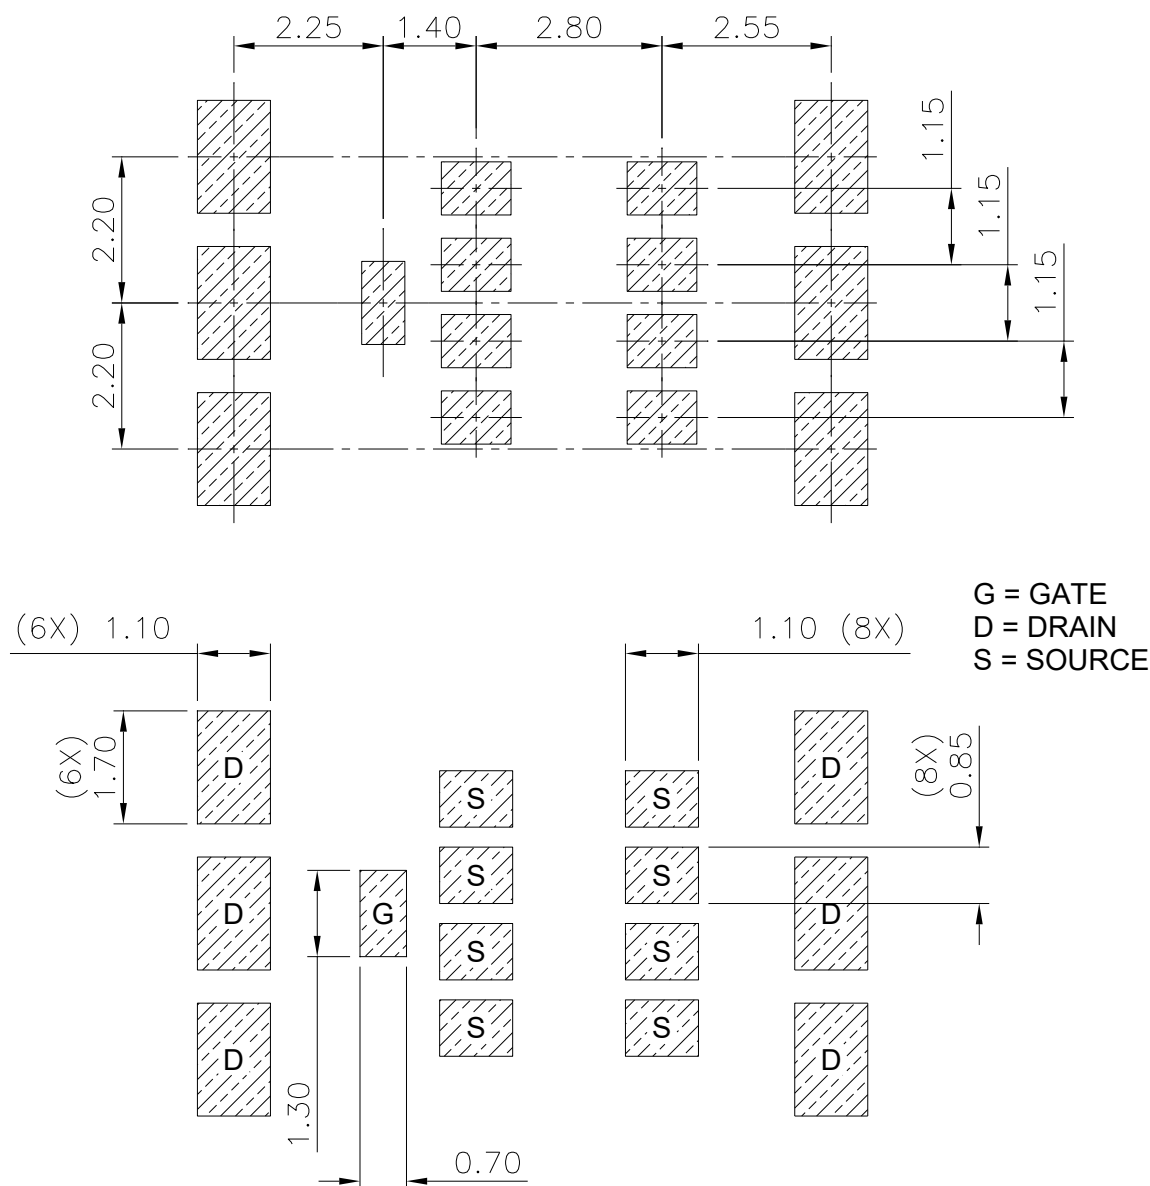 2.25 1.40 2.80 2.55
1.15
1.15
1.15
2.20
2.20
G = GATE
D = DRAIN
S = SOURCE
(6X) 1.10
1.10 (8X)
(6X)
1.70
(8X)
0.85
D D
S S
S S
D G D
S S
S S
D D
1.30
0.70